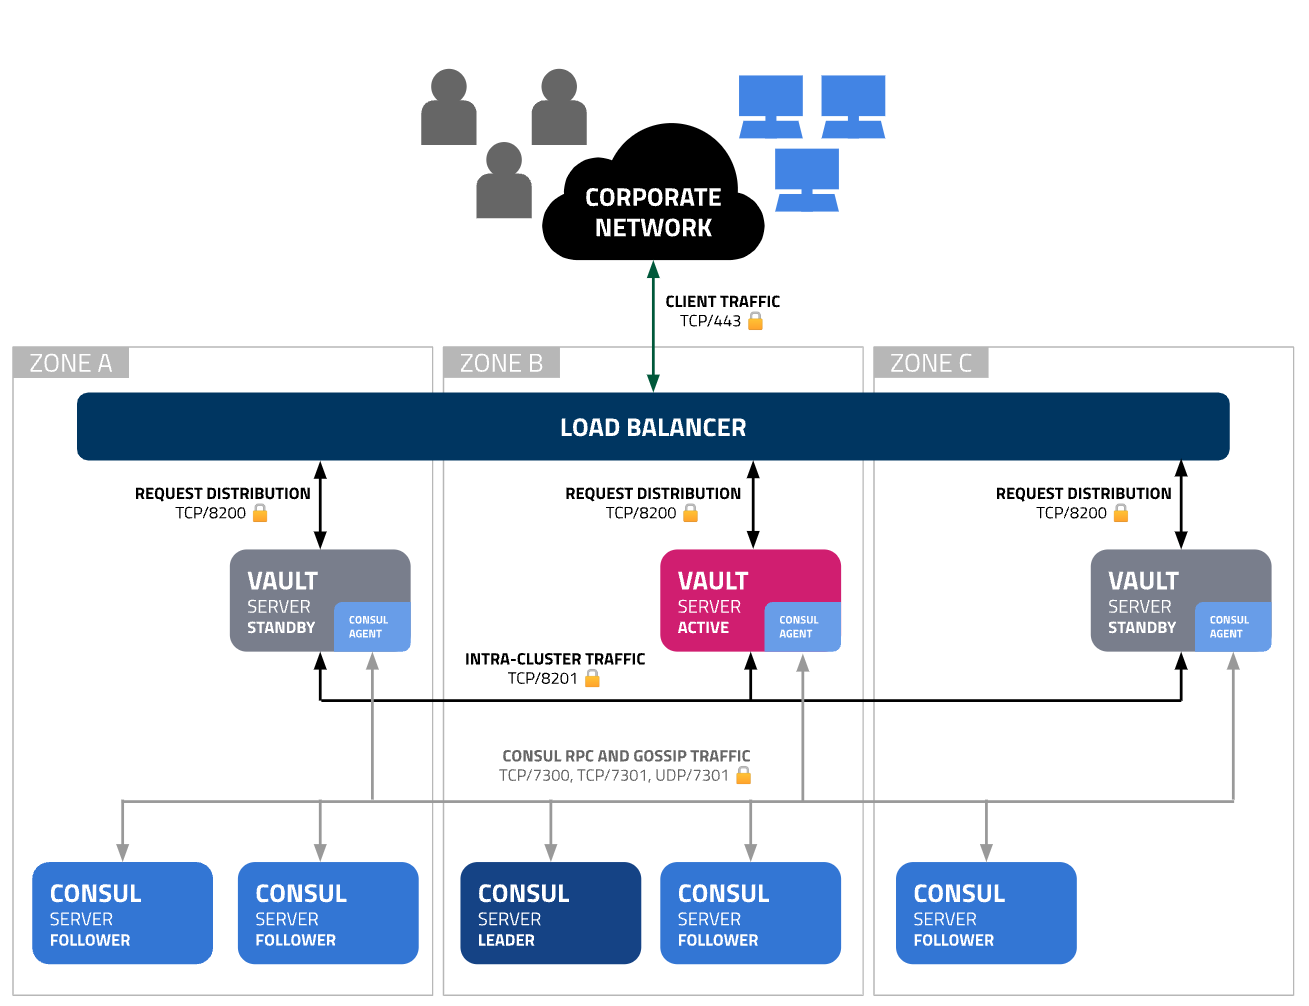 CORPORATE
NETWORK
CLIENT TRAFFIC
TCP/443
ZONE A
ZONE B
ZONE C
LOAD BALANCER
REQUEST DISTRIBUTION
TCP/8200
REQUEST DISTRIBUTION
TCP/8200
REQUEST DISTRIBUTION
TCP/8200
VAULT
SERVER
STANDBY
CONSUL
AGENT
VAULT
SERVER
ACTIVE
CONSUL
AGENT
VAULT
SERVER
STANDBY
CONSUL
AGENT
INTRA-CLUSTER TRAFFIC
TCP/8201
CONSUL RPC AND GOSSIP TRAFFIC
TCP/7300, TCP/7301, UDP/7301
CONSUL
SERVER
FOLLOWER
CONSUL
SERVER
FOLLOWER
CONSUL
SERVER
LEADER
CONSUL
SERVER
FOLLOWER
CONSUL
SERVER
FOLLOWER